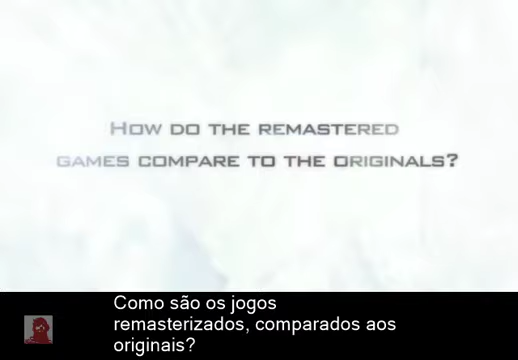 HOW DO THE REMASTERED
GAMES COMPARE TO THE ORIGINALS?
Como são os jogos
remasterizados, comparados aos
originais?